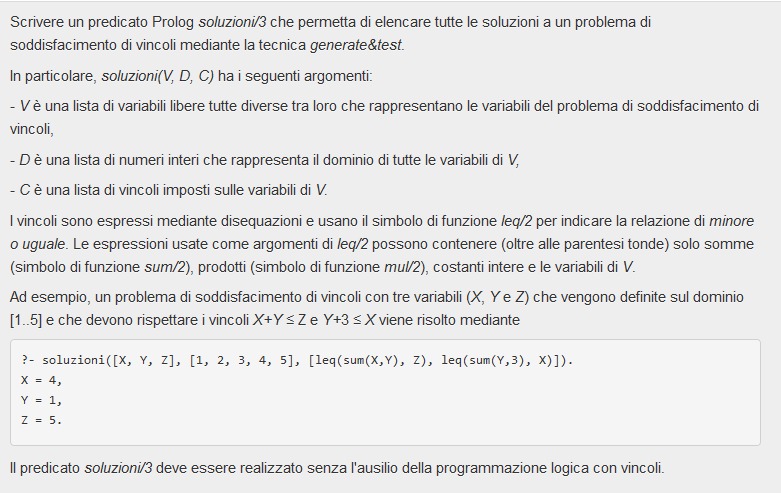 Scrivere un predicato Prolog soluzioni/3 che permetta di elencare tutte le soluzioni a un problema di
soddisfacimento di vincoli mediante la tecnica generate&test.
In particolare, soluzioni(V, D, C) ha i seguenti argomenti:
- V è una lista di variabili libere tutte diverse tra loro che rappresentano le variabili del problema di soddisfacimento di
vincoli,
- D è una lista di numeri interi che rappresenta il dominio di tutte le variabili di V,
- C è una lista di vincoli imposti sulle variabili di V.
I vincoli sono espressi mediante disequazioni e usano il simbolo di funzione leq/2 per indicare la relazione di minore
o uguale. Le espressioni usate come argomenti di leq/2 possono contenere (oltre alle parentesi tonde) solo somme
(simbolo di funzione sum/2), prodotti (simbolo di funzione mul/2), costanti intere e le variabili di V.
Ad esempio, un problema di soddisfacimento di vincoli con tre variabili (X, Y e Z) che vengono definite sul dominio
[1..5] e che devono rispettare i vincoli X+Y ≤ Z e Y+3 ≤ X viene risolto mediante
?- soluzioni([X, Y, Z], [1, 2, 3, 4, 5], [leq(sum(X,Y), Z), leq(sum(Y,3), X)]).
X = 4,
Y = 1,
Z = 5.
Il predicato soluzioni/3 deve essere realizzato senza l'ausilio della programmazione logica con vincoli.